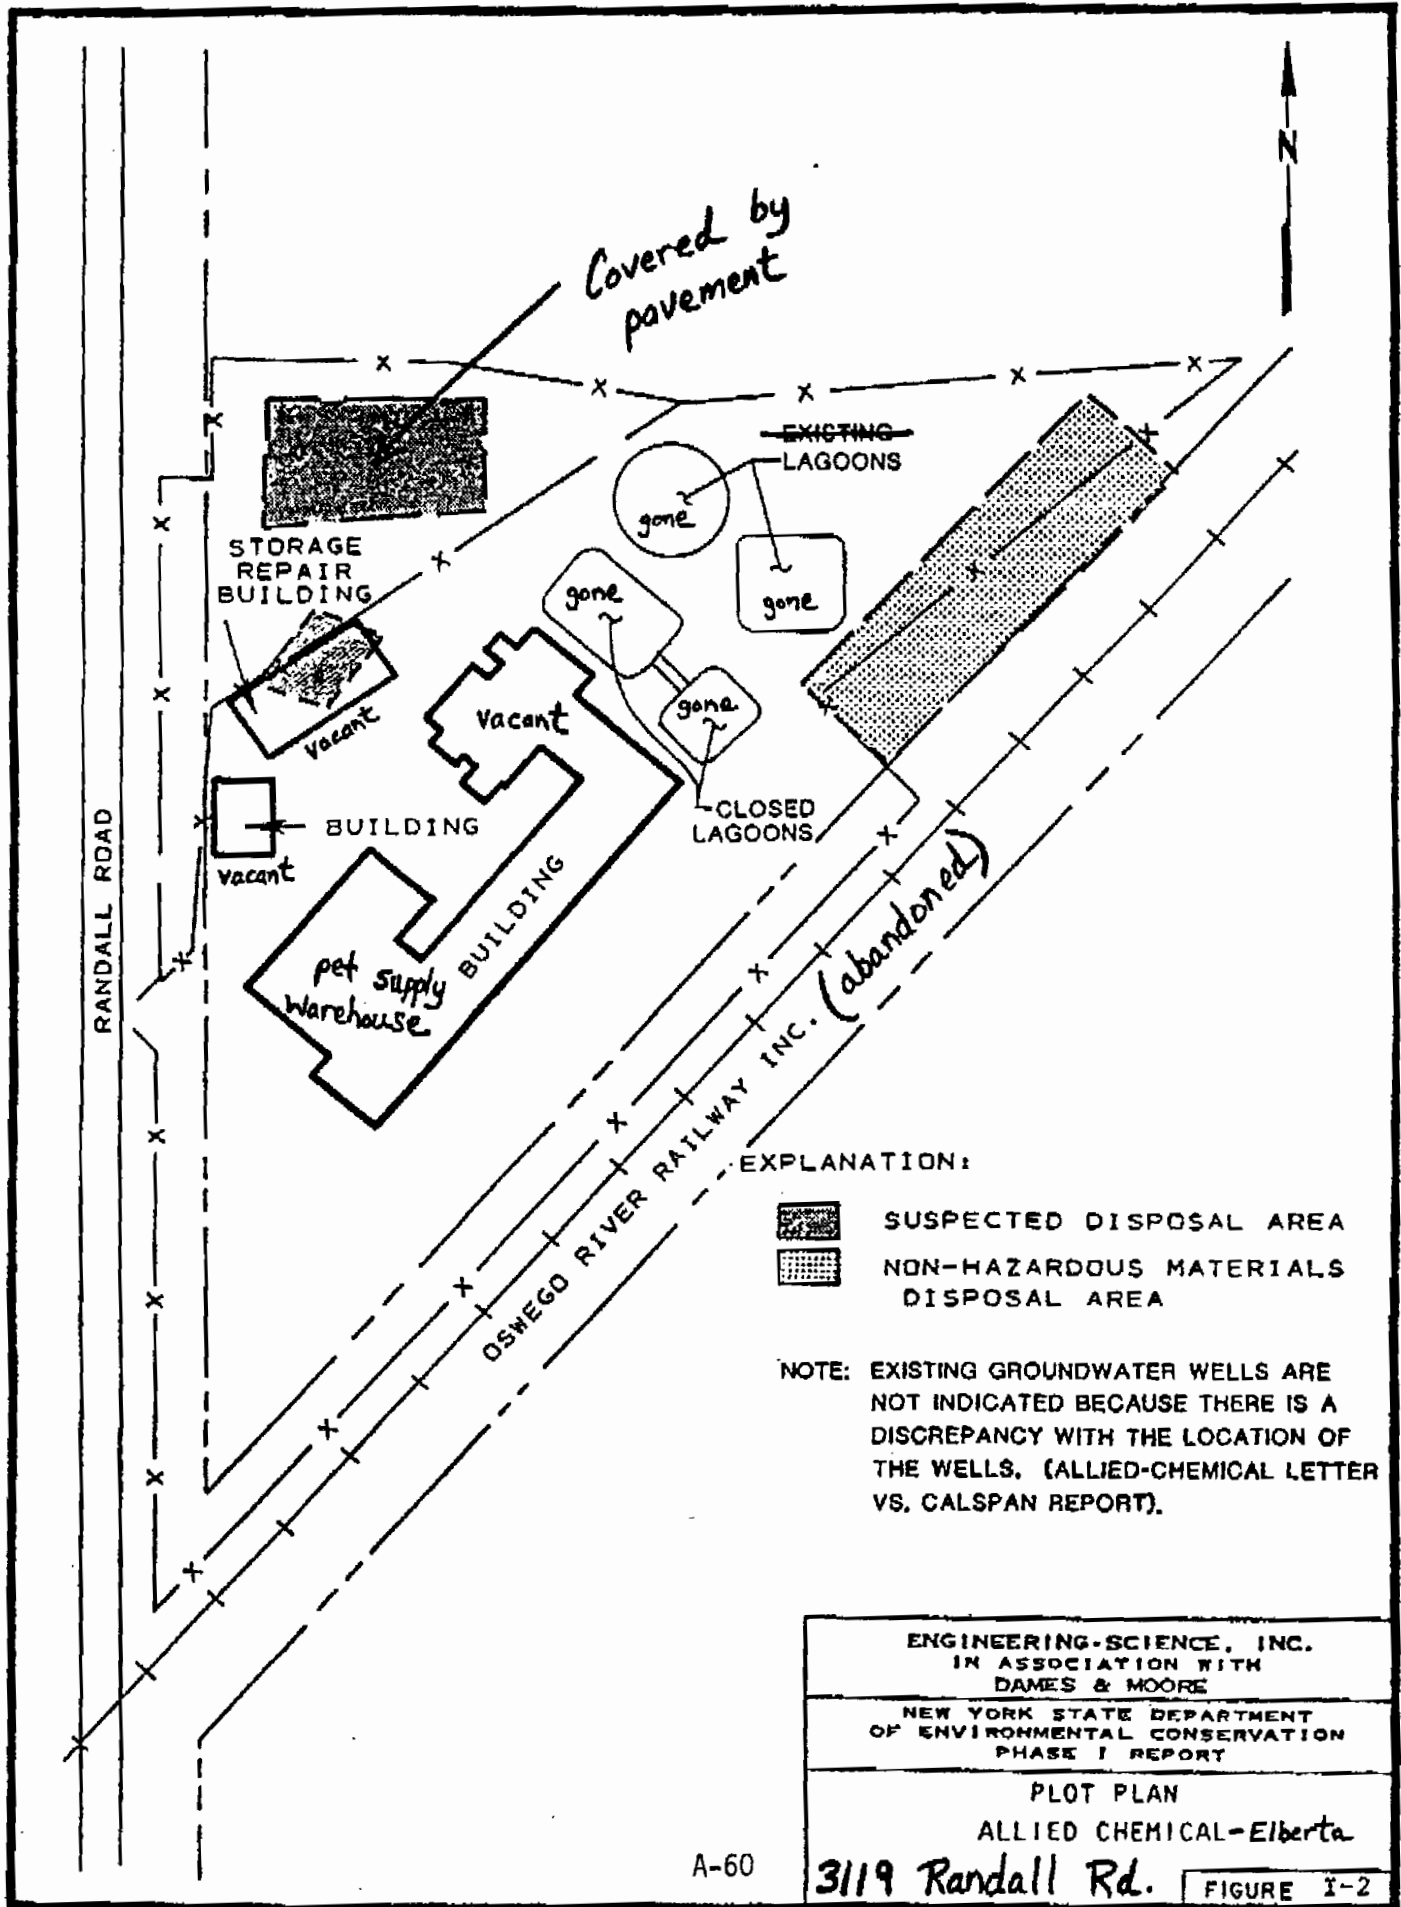 N
Covered by
pavement
EXISTING
LAGOONS
gone
gone
gone
gone
STORAGE
REPAIR
BUILDING
vacant
vacant
BUILDING
vacant
CLOSED
LAGOONS
BUILDING
pet supply
Warehouse
RANDALL ROAD
OSWEGO RIVER RAILWAY INC. (abandoned)
EXPLANATION:
SUSPECTED DISPOSAL AREA
NON-HAZARDOUS MATERIALS
DISPOSAL AREA
NOTE: EXISTING GROUNDWATER WELLS ARE
NOT INDICATED BECAUSE THERE IS A
DISCREPANCY WITH THE LOCATION OF
THE WELLS. (ALLIED-CHEMICAL LETTER
VS. CALSPAN REPORT).
ENGINEERING-SCIENCE, INC.
IN ASSOCIATION WITH
DAMES & MOORE
NEW YORK STATE DEPARTMENT
OF ENVIRONMENTAL CONSERVATION
PHASE I REPORT
PLOT PLAN
ALLIED CHEMICAL-Elberta
3119 Randall Rd.
FIGURE I-2
A-60